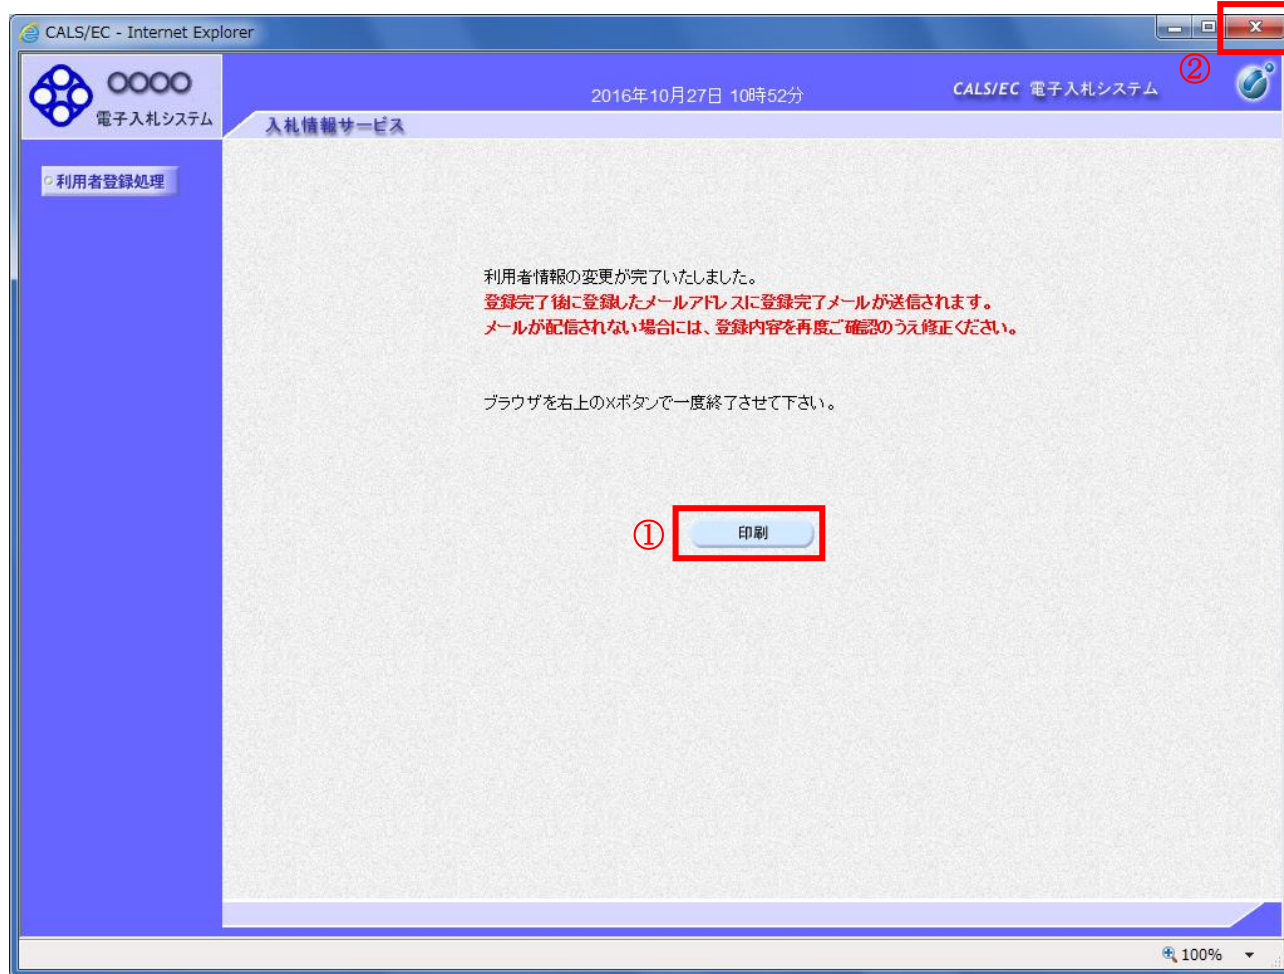 CALS/EC - Internet Explorer
②
〇〇〇〇
電子入札システム
2016年10月27日 10時52分
CALS/EC 電子入札システム
入札情報サービス
利用者登録処理
利用者情報の変更が完了いたしました。
登録完了後に登録したメールアドレスに登録完了メールが送信されます。
メールが配信されない場合には、登録内容を再度ご確認のうえ修正ください。
ブラウザを右上の×ボタンで一度終了させて下さい。
① 印刷
100%